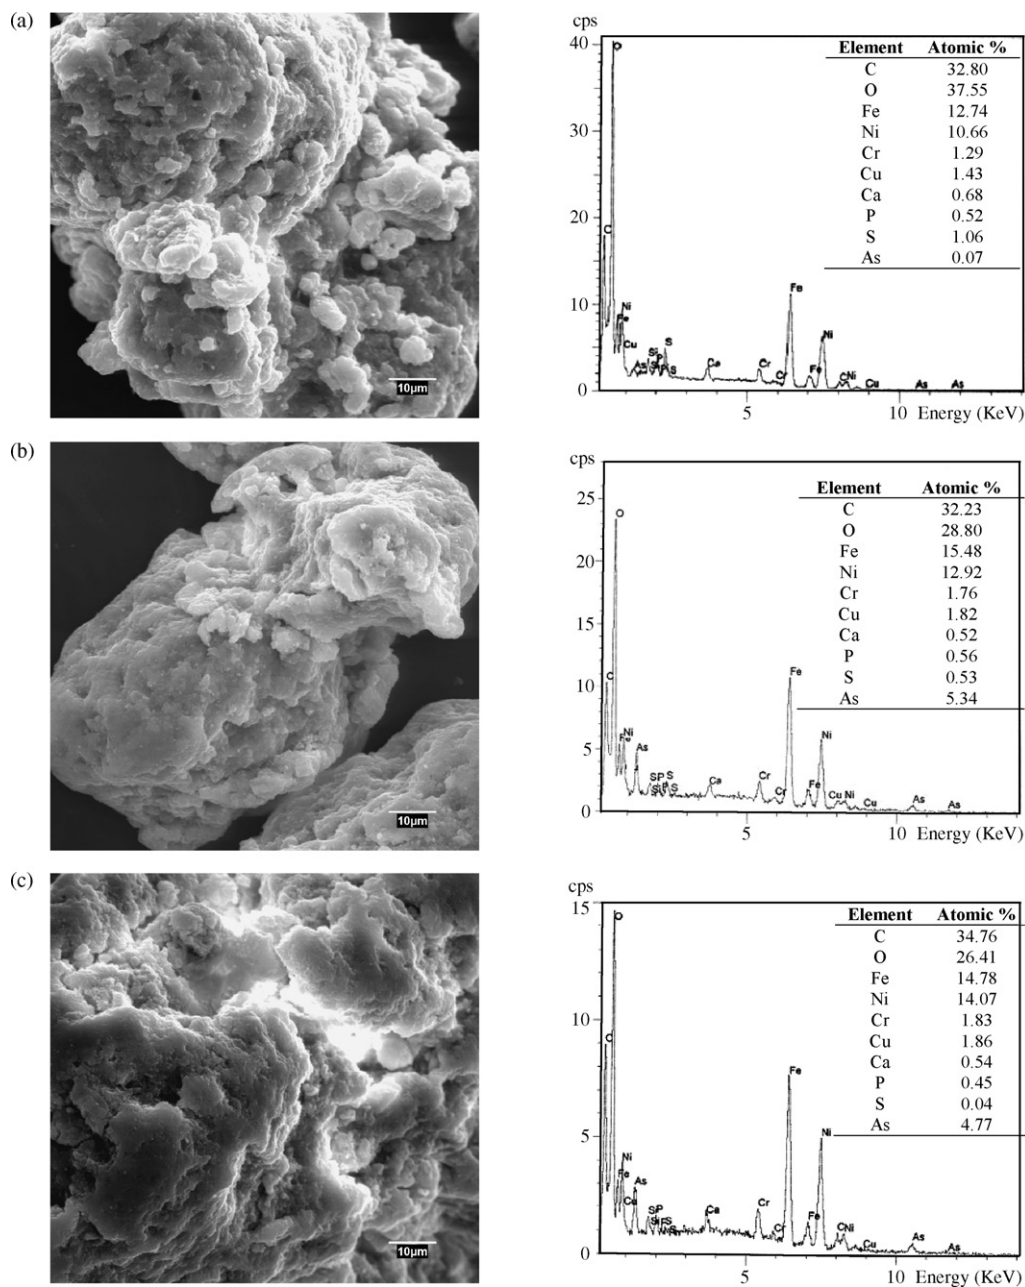 (a)
10µm
cps
40
30
20
10
0
5
10
Energy (KeV)
Element Atomic %
C 32.80
O 37.55
Fe 12.74
Ni 10.66
Cr 1.29
Cu 1.43
Ca 0.68
P 0.52
S 1.06
As 0.07
O
C
Ni
Fe
Cu
As
Si
P
S
S
Ca
Cr
Cr
Fe
Fe
Ni
Ni
Cu
As
As
(b)
10µm
cps
25
20
15
10
5
0
5
10
Energy (KeV)
Element Atomic %
C 32.23
O 28.80
Fe 15.48
Ni 12.92
Cr 1.76
Cu 1.82
Ca 0.52
P 0.56
S 0.53
As 5.34
O
C
Ni
As
P
S
S
Ca
Cr
Cr
Fe
Fe
Ni
Cu
Ni
Cu
As
As
(c)
10µm
cps
15
10
5
0
5
10
Energy (KeV)
Element Atomic %
C 34.76
O 26.41
Fe 14.78
Ni 14.07
Cr 1.83
Cu 1.86
Ca 0.54
P 0.45
S 0.04
As 4.77
O
C
Ni
Fe
Cu
As
P
S
Ca
Cr
Cr
Fe
Fe
Ni
Ni
Cu
As
As